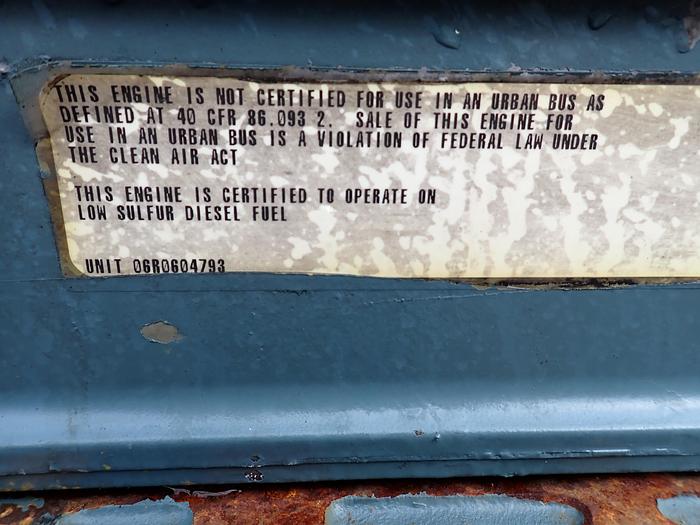 THIS ENGINE IS NOT CERTIFIED FOR USE IN AN URBAN BUS AS
DEFINED AT 40 CFR 86.093 2. SALE OF THIS ENGINE FOR
USE IN AN URBAN BUS IS A VIOLATION OF FEDERAL LAW UNDER
THE CLEAN AIR ACT
THIS ENGINE IS CERTIFIED TO OPERATE ON
LOW SULFUR DIESEL FUEL
UNIT 06R0604793